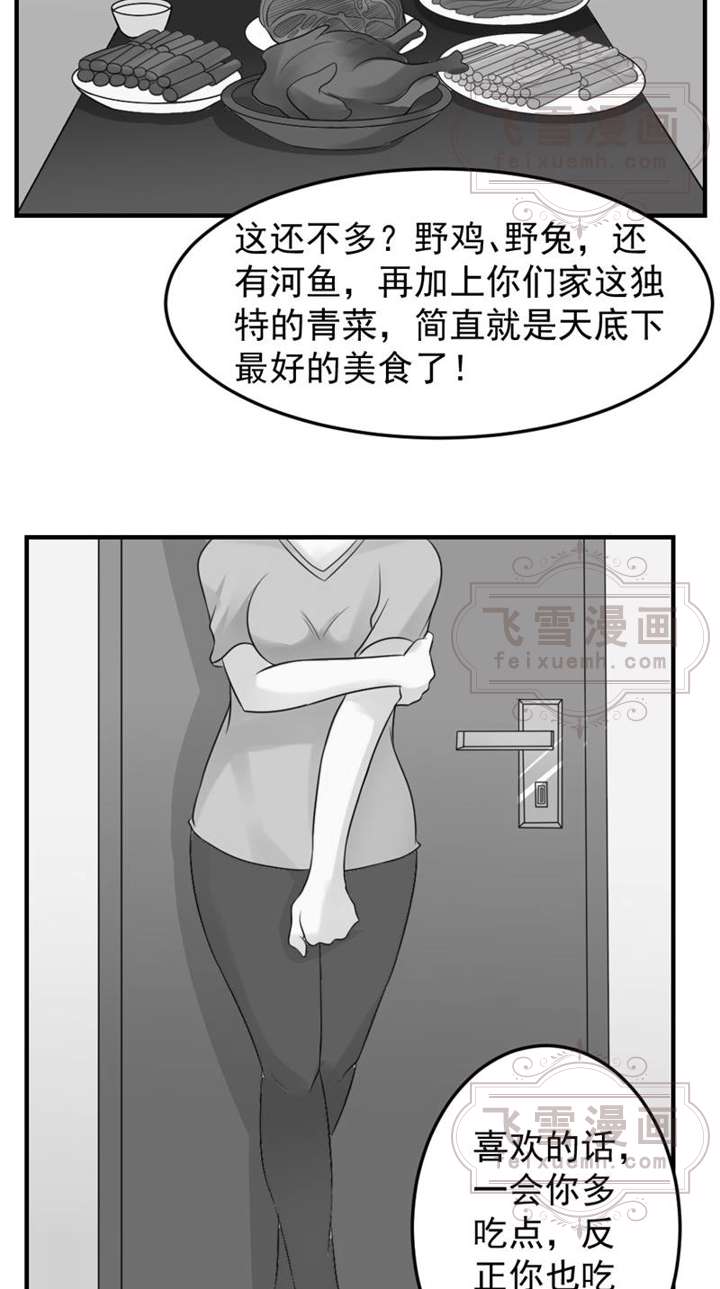 飞雪漫画
feixuemh.com
这还不多？野鸡、野兔，还
有河鱼，再加上你们家这独
特的青菜，简直就是天底下
最好的美食了！
飞雪漫画
feixuemh.com
飞雪漫画
feixuemh.com
喜欢的话，
一会你多
吃点，反
正你也吃